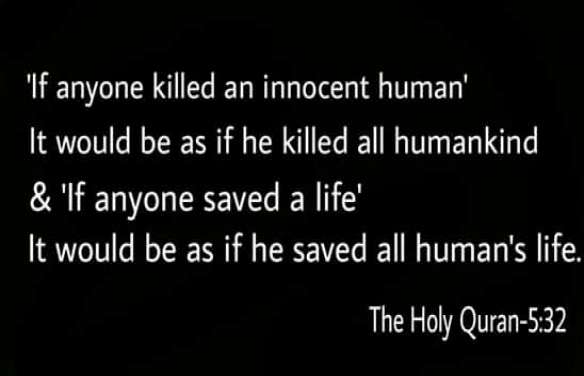 'If anyone killed an innocent human'
It would be as if he killed all humankind
& 'If anyone saved a life'
It would be as if he saved all human's life.
The Holy Quran-5:32